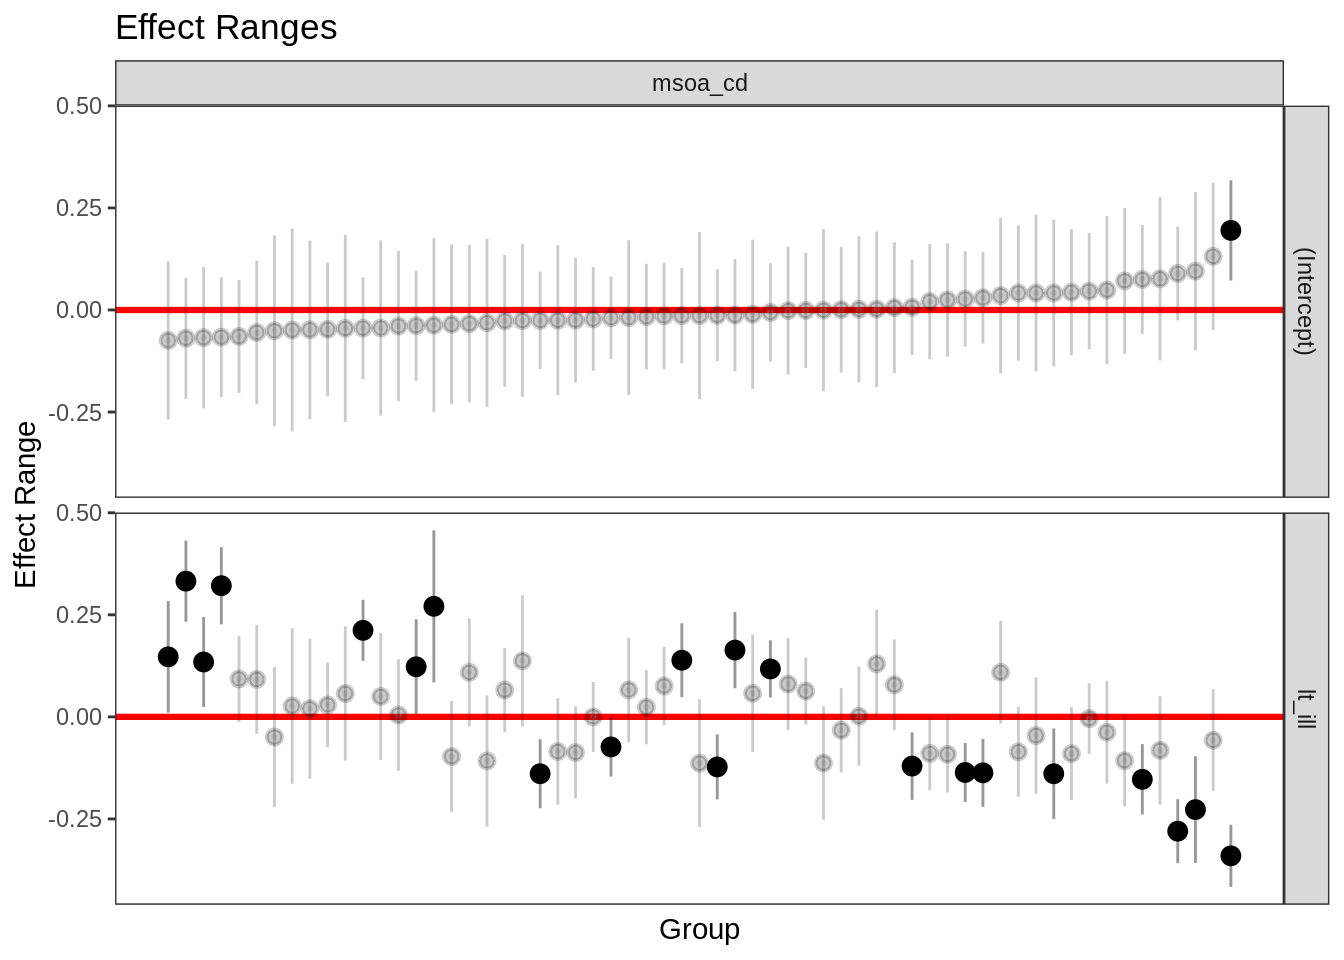 Effect Ranges
msoa_cd
0.50
0.25
0.00
-0.25
(Intercept)
Effect Range
0.50
0.25
0.00
-0.25
lt_ill
Group